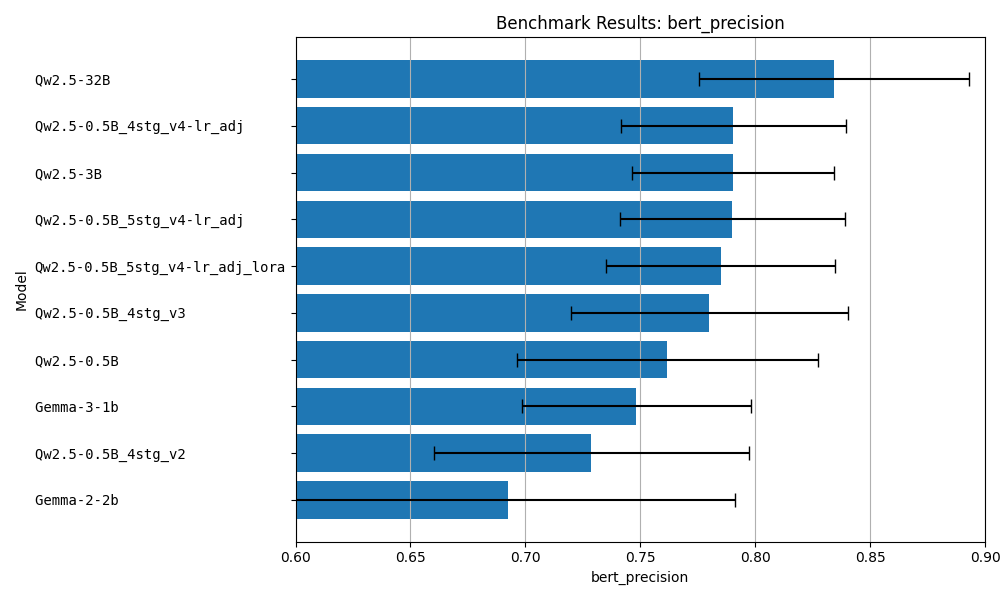 Benchmark Results: bert_precision
Model
Qw2.5-32B
Qw2.5-0.5B_4stg_v4-lr_adj
Qw2.5-3B
Qw2.5-0.5B_5stg_v4-lr_adj
Qw2.5-0.5B_5stg_v4-lr_adj_lora
Qw2.5-0.5B_4stg_v3
Qw2.5-0.5B
Gemma-3-1b
Qw2.5-0.5B_4stg_v2
Gemma-2-2b
0.60 0.65 0.70 0.75 0.80 0.85 0.90
bert_precision